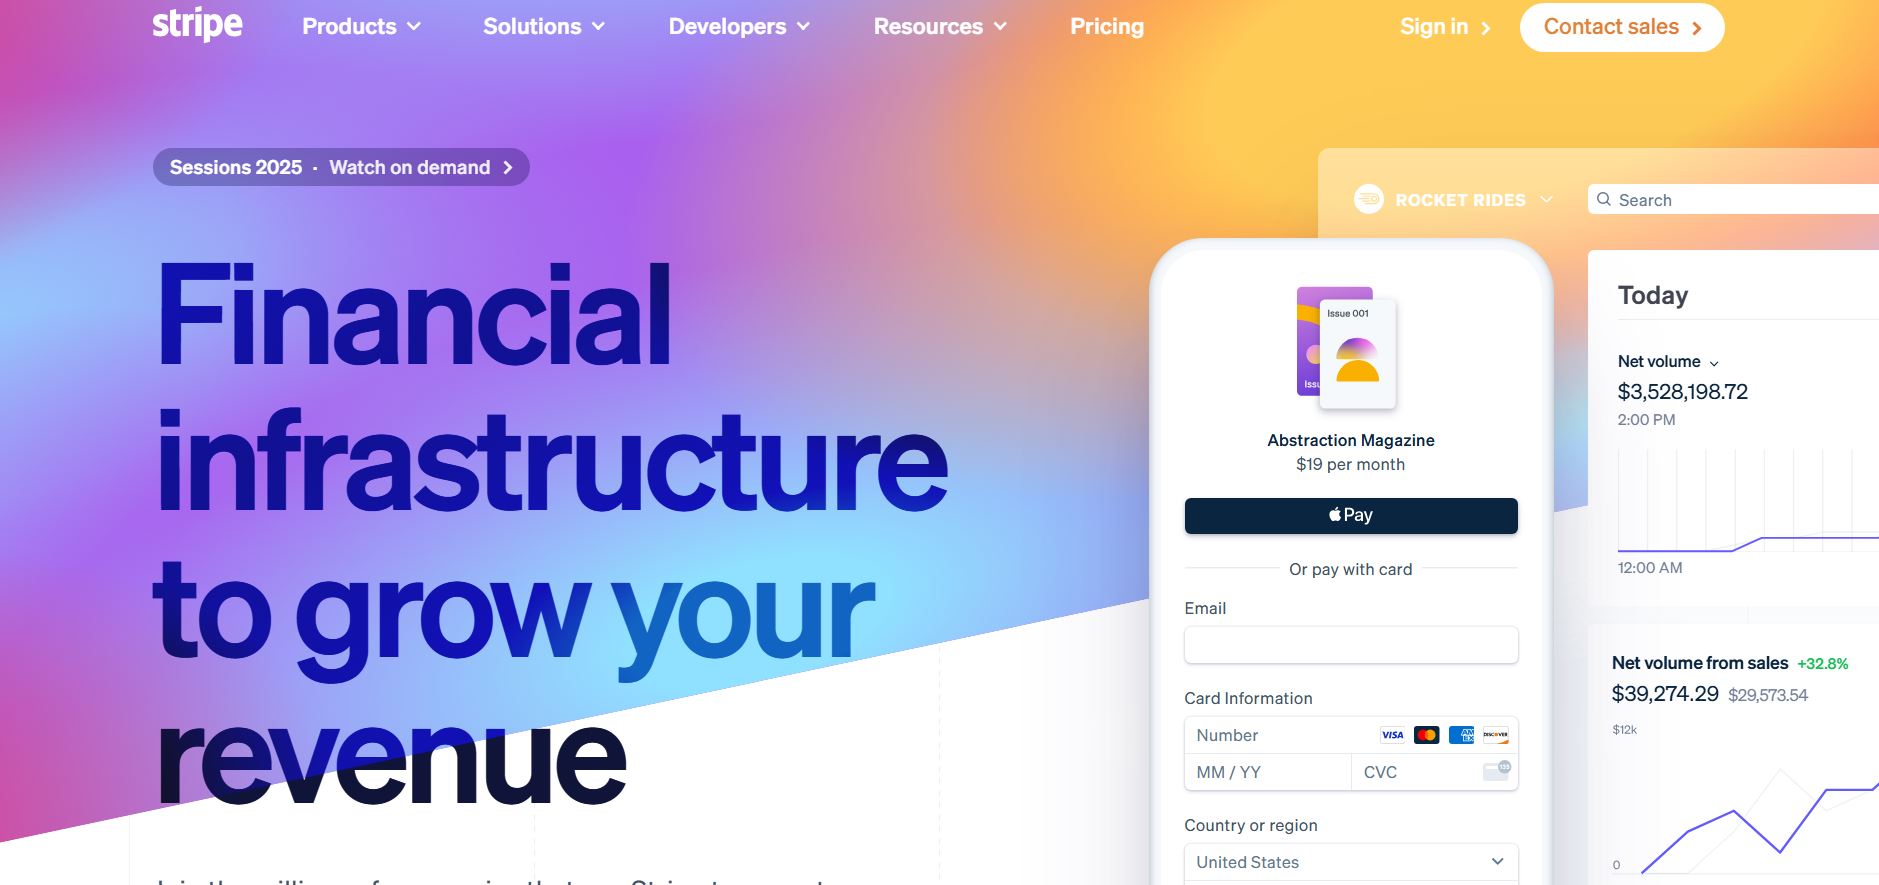 stripe
Products
Solutions
Developers
Resources
Pricing
Sign in
Contact sales
Sessions 2025 · Watch on demand
Financial
infrastructure
to grow your
revenue
ROCKET RIDES
Search
Issue 001
Abstraction Magazine
$19 per month
Pay
Or pay with card
Email
Card Information
Number
VISA
AMEX
DISCOVER
MM / YY
CVC
135
Country or region
United States
Today
Net volume
$3,528,198.72
2:00 PM
12:00 AM
Net volume from sales +32.8%
$39,274.29 $29,573.54
$12k
0